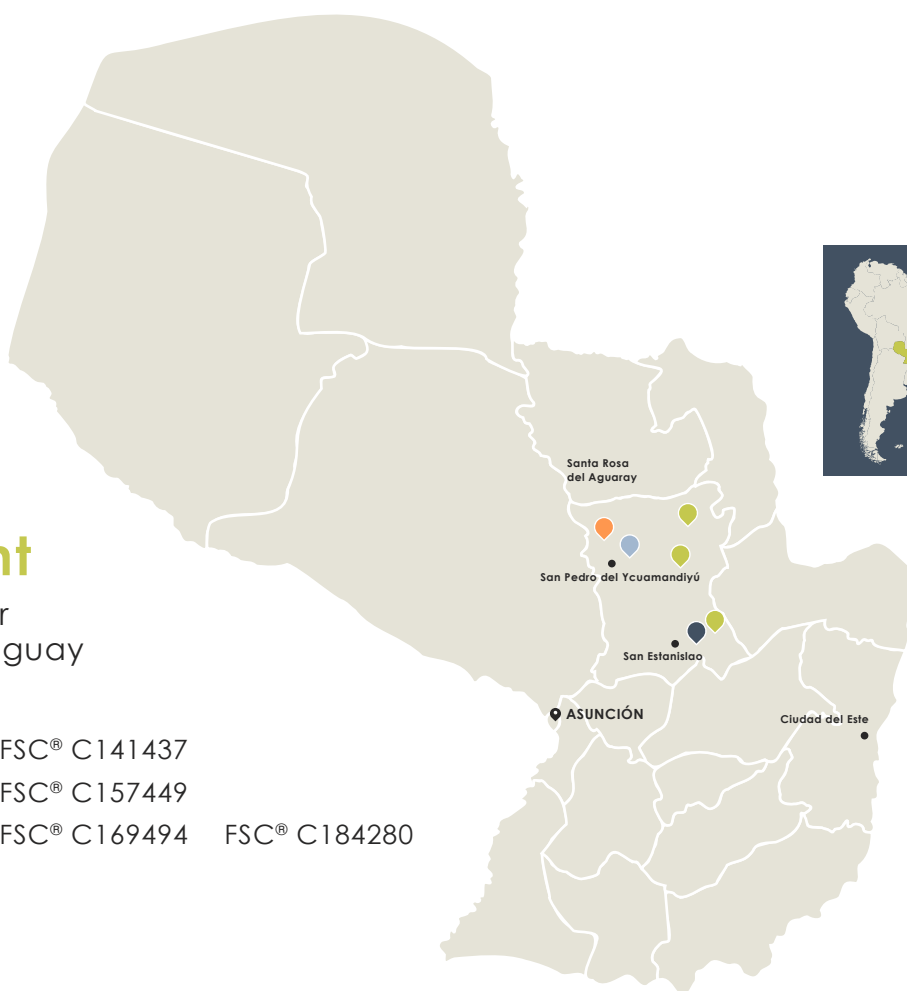 Santa Rosa
del Aguaray
nt
r
guay
San Pedro del Ycuamandiyú
San Estanislao
ASUNCIÓN
Ciudad del Este
FSC® C141437
FSC® C157449
FSC® C169494 FSC® C184280